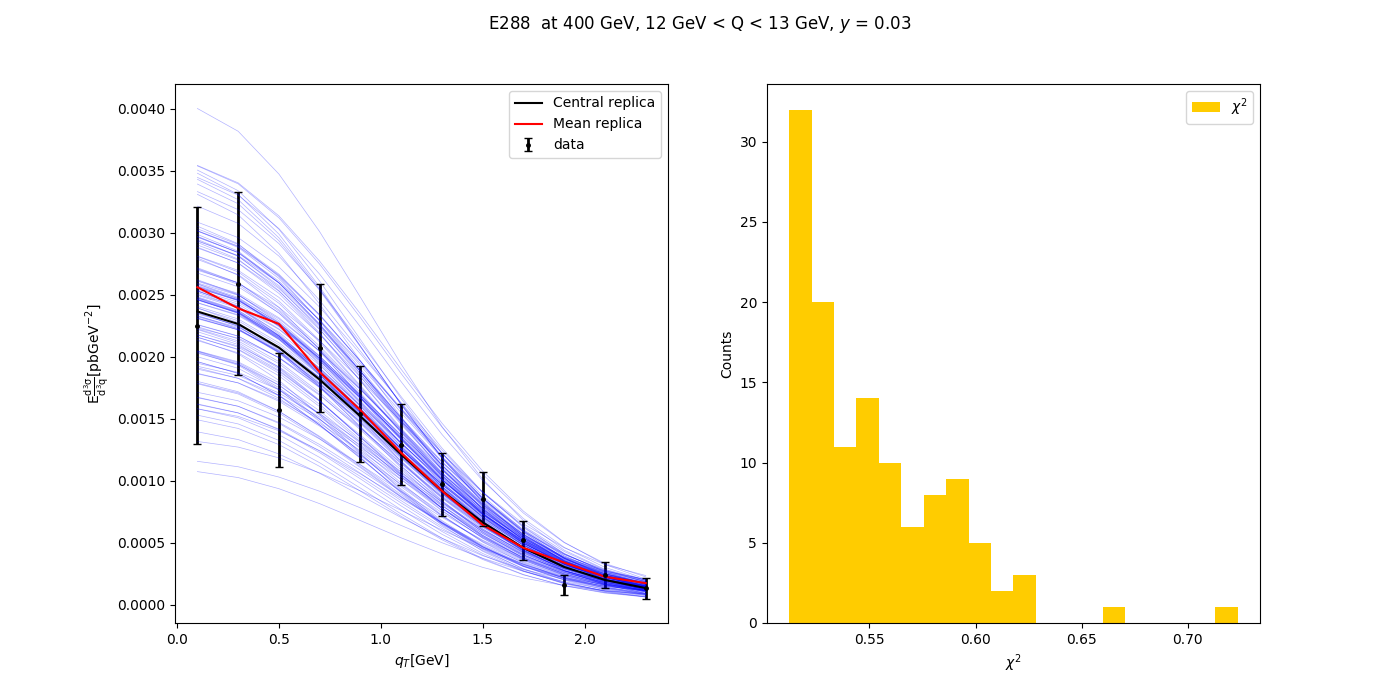 E288 at 400 GeV, 12 GeV < Q < 13 GeV, y = 0.03
Central replica
Mean replica
data
0.0040
0.0035
0.0030
0.0025
0.0020
0.0015
0.0010
0.0005
0.0000
E d³σ/d³q [pbGeV⁻²]
0.0
0.5
1.0
1.5
2.0
q_T[GeV]
χ²
30
25
20
15
10
5
0
Counts
0.55
0.60
0.65
0.70
χ²